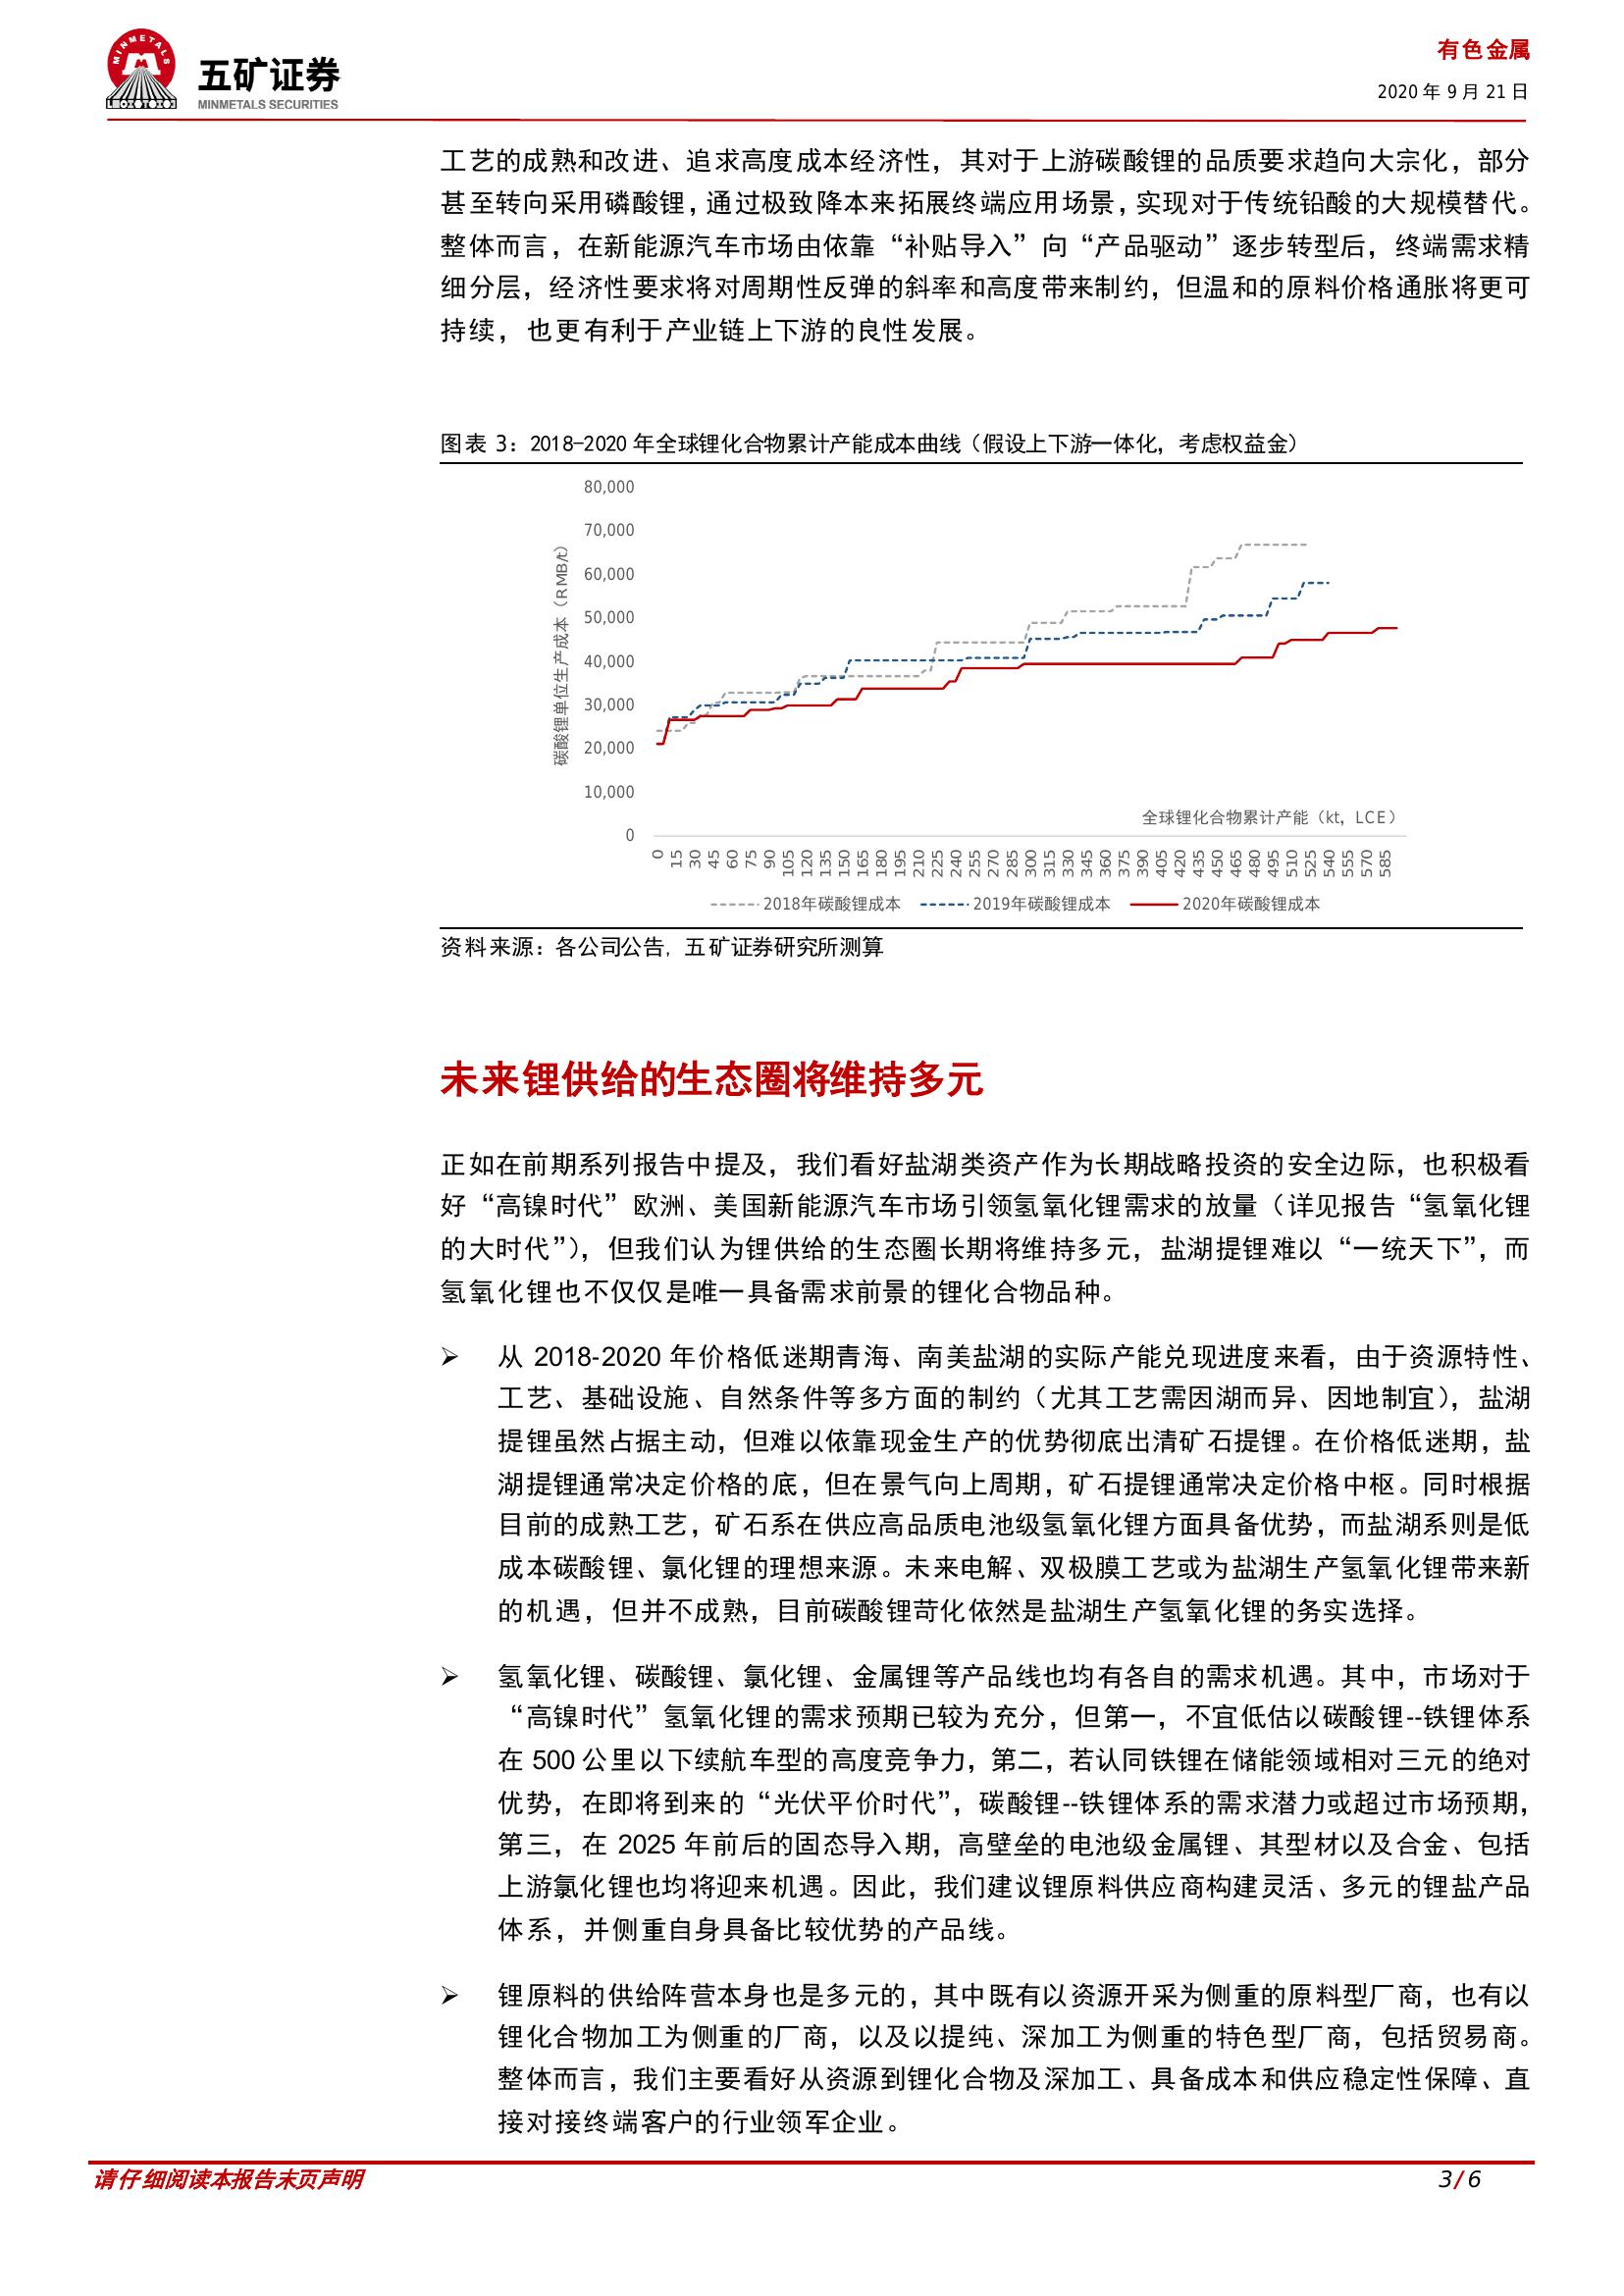 MINMETALS
五矿证券
MINMETALS SECURITIES
有色金属
2020 年 9 月 21 日
工艺的成熟和改进、追求高度成本经济性，其对于上游碳酸锂的品质要求趋向大宗化，部分
甚至转向采用磷酸锂，通过极致降本来拓展终端应用场景，实现对于传统铅酸的大规模替代。
整体而言，在新能源汽车市场由依靠“补贴导入”向“产品驱动”逐步转型后，终端需求精
细分层，经济性要求将对周期性反弹的斜率和高度带来制约，但温和的原料价格通胀将更可
持续，也更有利于产业链上下游的良性发展。
图表 3：2018-2020 年全球锂化合物累计产能成本曲线（假设上下游一体化，考虑权益金）
碳酸锂单位生产成本（RMB/t）
80,000
70,000
60,000
50,000
40,000
30,000
20,000
10,000
0
全球锂化合物累计产能（kt，LCE）
0 15 30 45 60 75 90 105 120 135 150 165 180 195 210 225 240 255 270 285 300 315 330 345 360 375 390 405 420 435 450 465 480 495 510 525 540 555 570 585
2018年碳酸锂成本 2019年碳酸锂成本 2020年碳酸锂成本
资料来源：各公司公告，五矿证券研究所测算
未来锂供给的生态圈将维持多元
正如在前期系列报告中提及，我们看好盐湖类资产作为长期战略投资的安全边际，也积极看
好“高镍时代”欧洲、美国新能源汽车市场引领氢氧化锂需求的放量（详见报告“氢氧化锂
的大时代”），但我们认为锂供给的生态圈长期将维持多元，盐湖提锂难以“一统天下”，而
氢氧化锂也不仅仅是唯一具备需求前景的锂化合物品种。
➢ 从 2018-2020 年价格低迷期青海、南美盐湖的实际产能兑现进度来看，由于资源特性、
工艺、基础设施、自然条件等多方面的制约（尤其工艺需因湖而异、因地制宜），盐湖
提锂虽然占据主动，但难以依靠现金生产的优势彻底出清矿石提锂。在价格低迷期，盐
湖提锂通常决定价格的底，但在景气向上周期，矿石提锂通常决定价格中枢。同时根据
目前的成熟工艺，矿石系在供应高品质电池级氢氧化锂方面具备优势，而盐湖系则是低
成本碳酸锂、氯化锂的理想来源。未来电解、双极膜工艺或为盐湖生产氢氧化锂带来新
的机遇，但并不成熟，目前碳酸锂苛化依然是盐湖生产氢氧化锂的务实选择。
➢ 氢氧化锂、碳酸锂、氯化锂、金属锂等产品线也均有各自的需求机遇。其中，市场对于
“高镍时代”氢氧化锂的需求预期已较为充分，但第一，不宜低估以碳酸锂--铁锂体系
在 500 公里以下续航车型的高度竞争力，第二，若认同铁锂在储能领域相对三元的绝对
优势，在即将到来的“光伏平价时代”，碳酸锂--铁锂体系的需求潜力或超过市场预期，
第三，在 2025 年前后的固态导入期，高壁垒的电池级金属锂、其型材以及合金、包括
上游氯化锂也均将迎来机遇。因此，我们建议锂原料供应商构建灵活、多元的锂盐产品
体系，并侧重自身具备比较优势的产品线。
➢ 锂原料的供给阵营本身也是多元的，其中既有以资源开采为侧重的原料型厂商，也有以
锂化合物加工为侧重的厂商，以及以提纯、深加工为侧重的特色型厂商，包括贸易商。
整体而言，我们主要看好从资源到锂化合物及深加工、具备成本和供应稳定性保障、直
接对接终端客户的行业领军企业。
请仔细阅读本报告末页声明
3 / 6